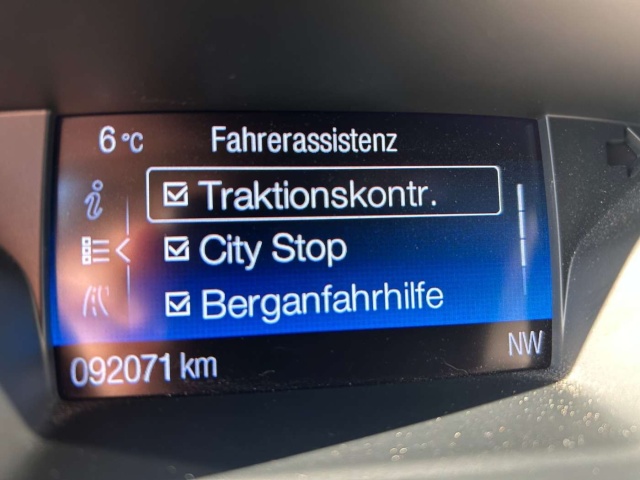 6 °C Fahrerassistenz
Traktionskontr.
City Stop
Berganfahrhilfe
092071 km NW